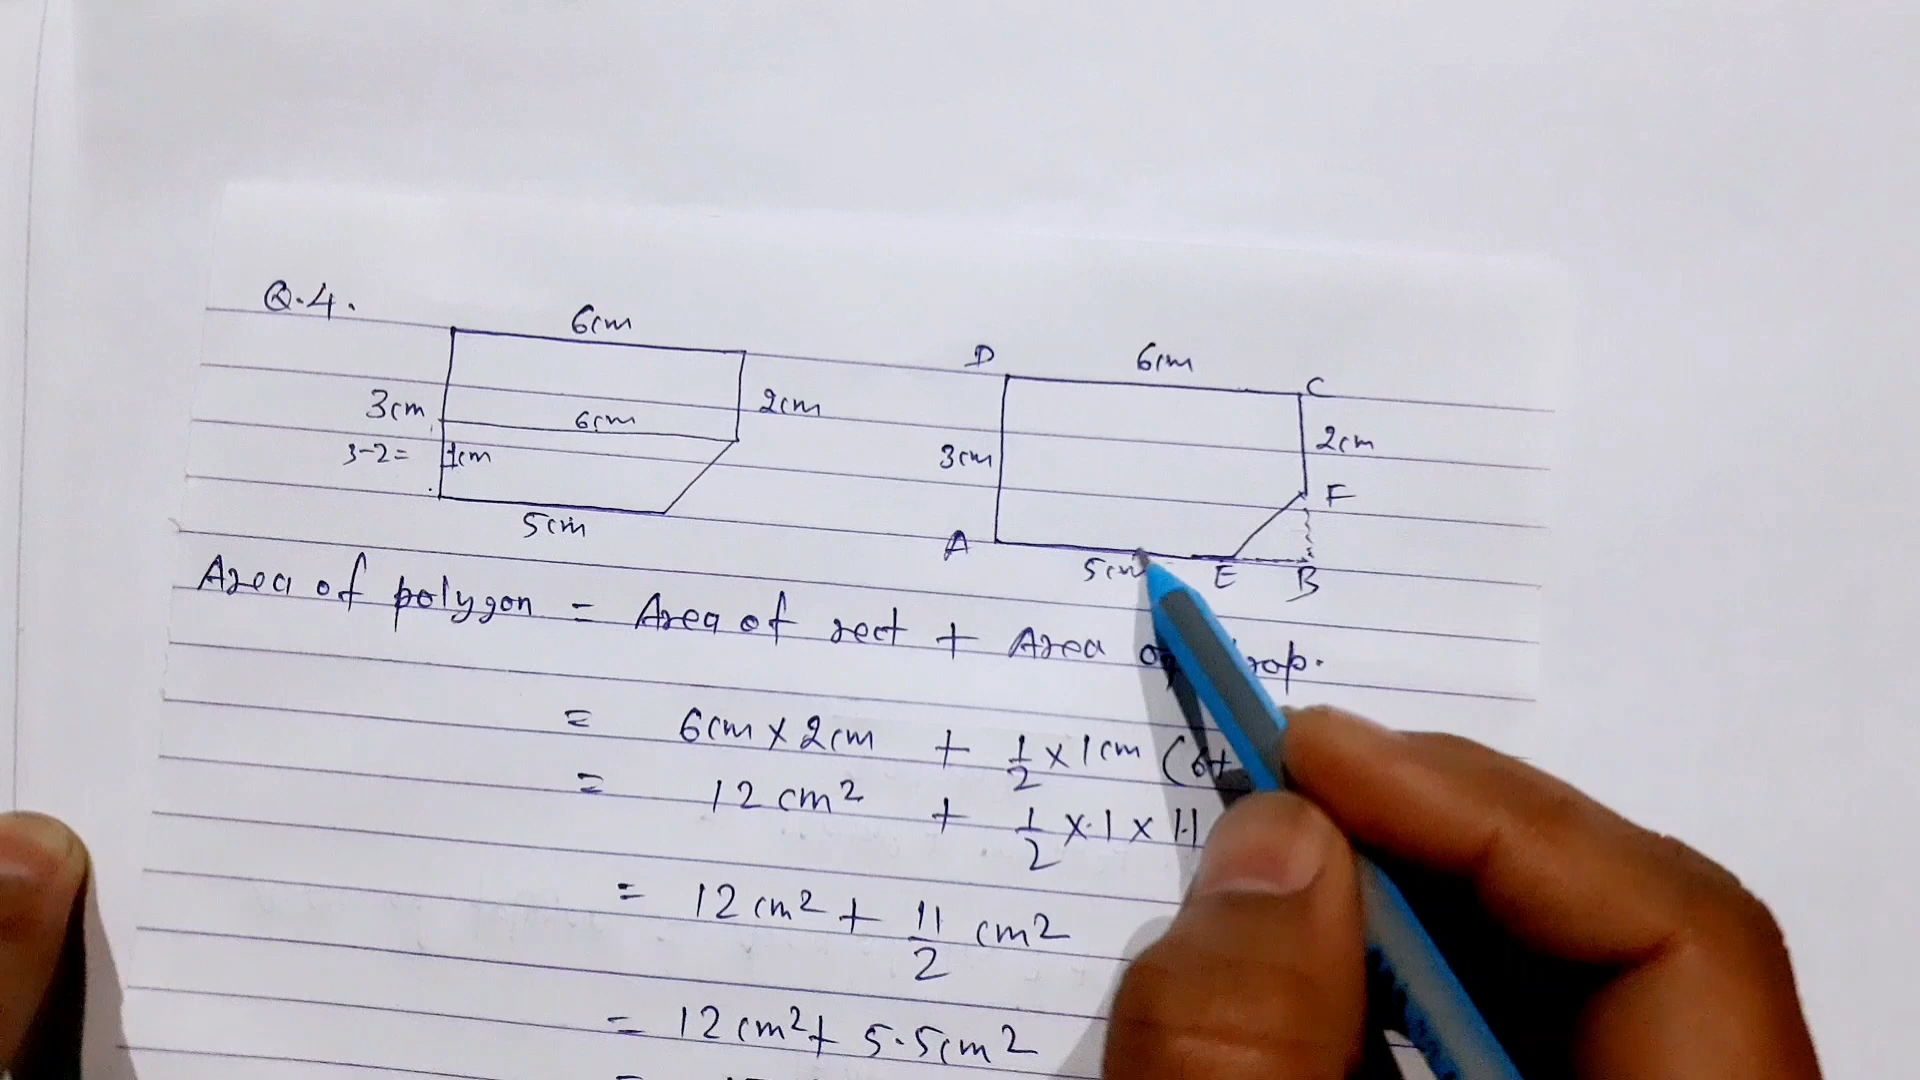 Q.4.
6cm
D 6cm C
3cm 6cm 2cm
3-2= 1cm
3cm 2cm
F
5cm
A 5cm E B
Area of polygon = Area of rect + Area
= 6cm x 2cm + 1/2 x 1cm (6+
= 12 cm² + 1/2 x 1 x 11
= 12 cm² + 11/2 cm²
= 12 cm² + 5.5cm²
=